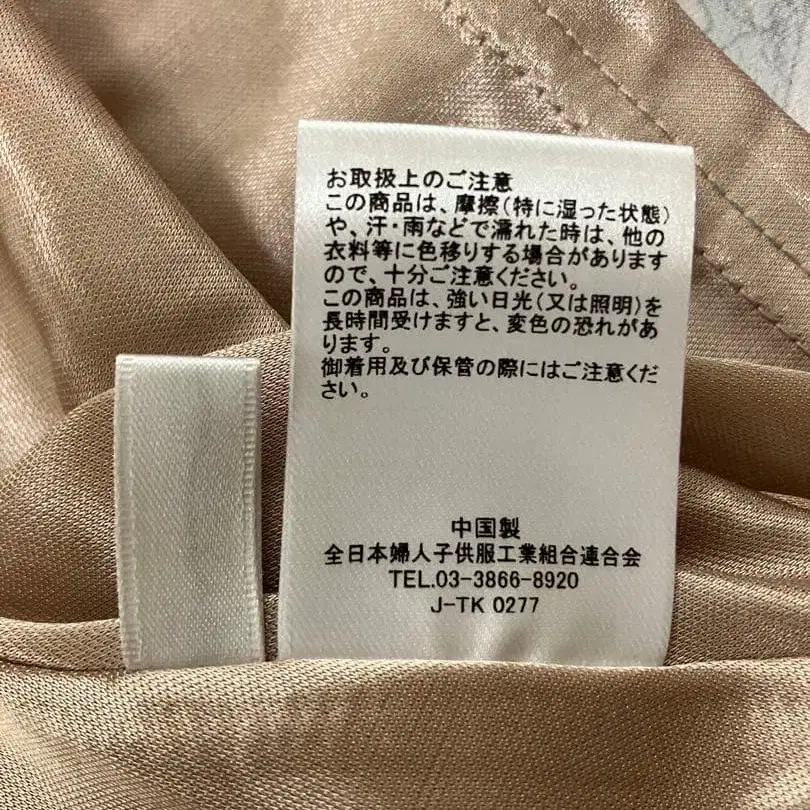 お取扱上のご注意
この商品は、摩擦(特に湿った状態)
や、汗・雨などで濡れた時は、他の
衣料等に色移りする場合があります
ので、十分ご注意ください。
この商品は、強い日光(又は照明)を
長時間受けますと、変色の恐れがあ
ります。
御着用及び保管の際にはご注意くだ
さい。
中国製
全日本婦人子供服工業組合連合会
TEL.03-3866-8920
J-TK 0277